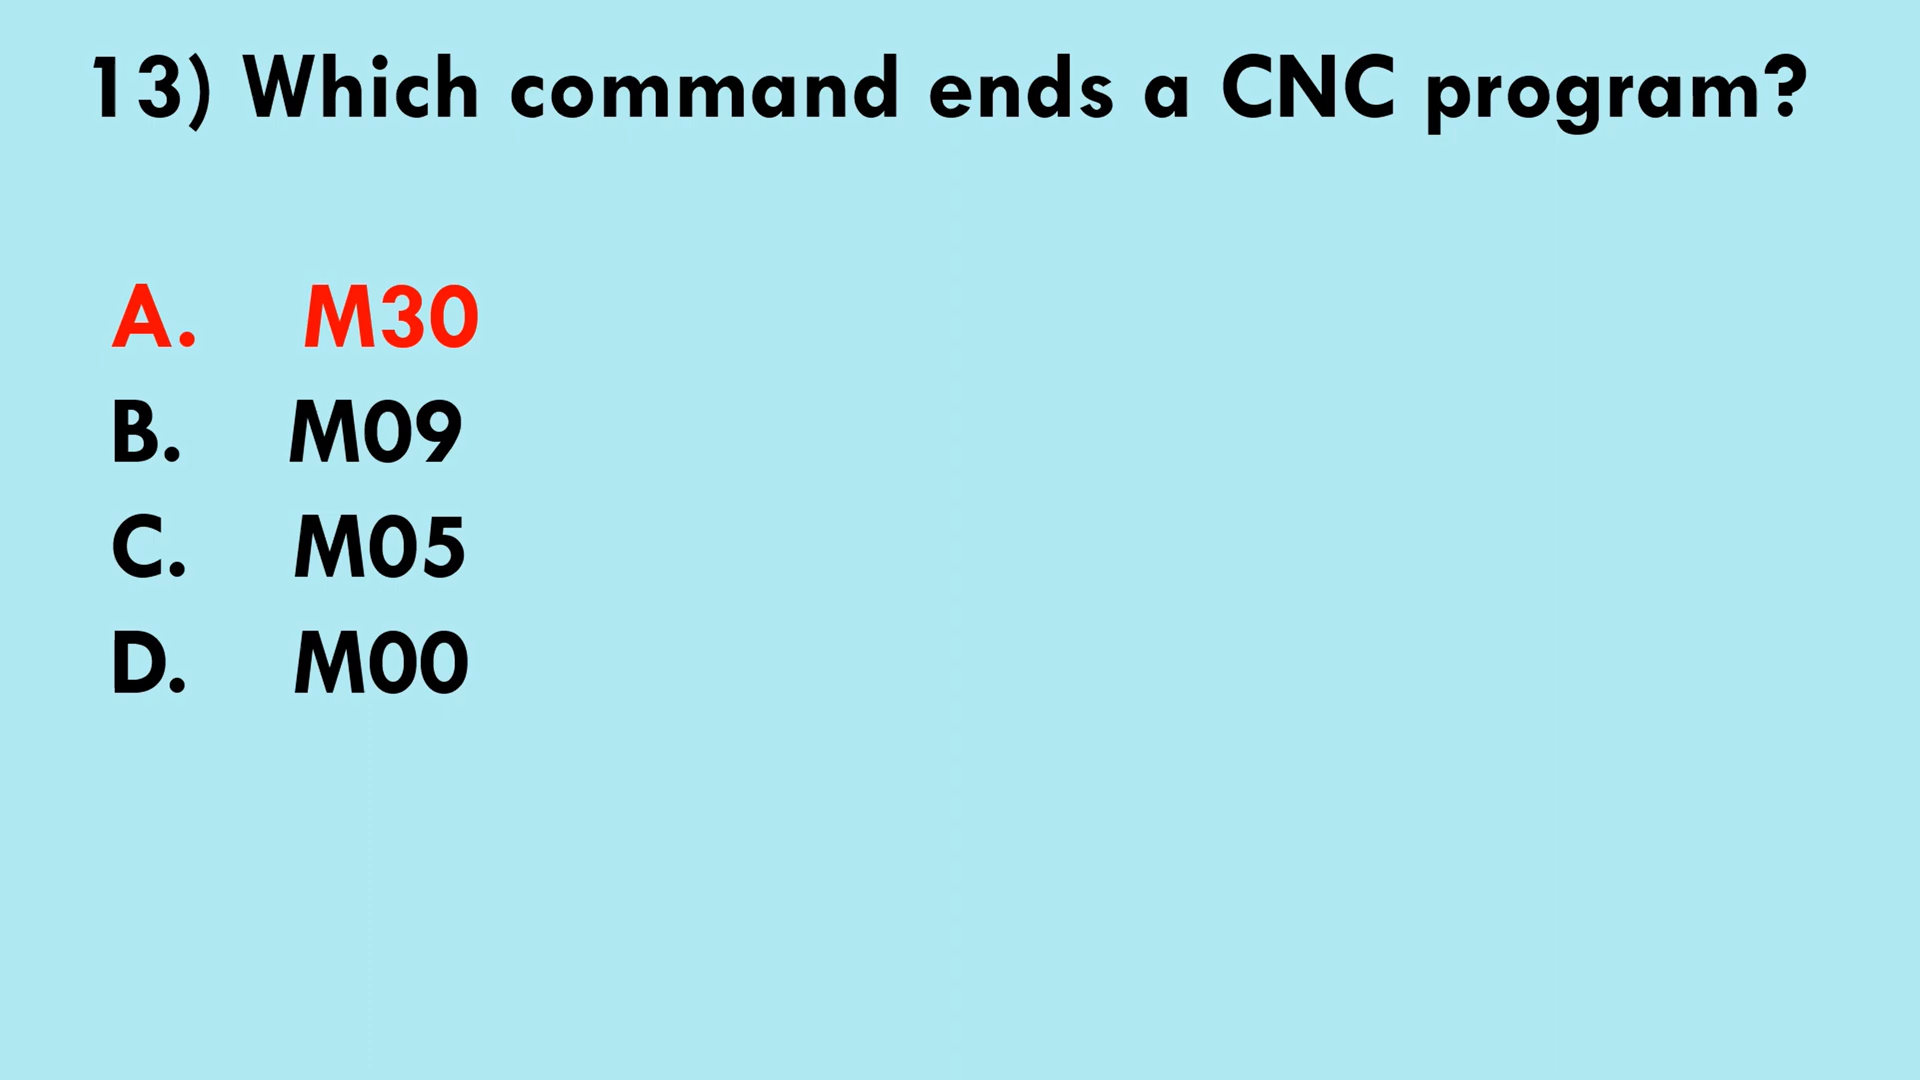 13) Which command ends a CNC program?
A. M30
B. M09
C. M05
D. M00